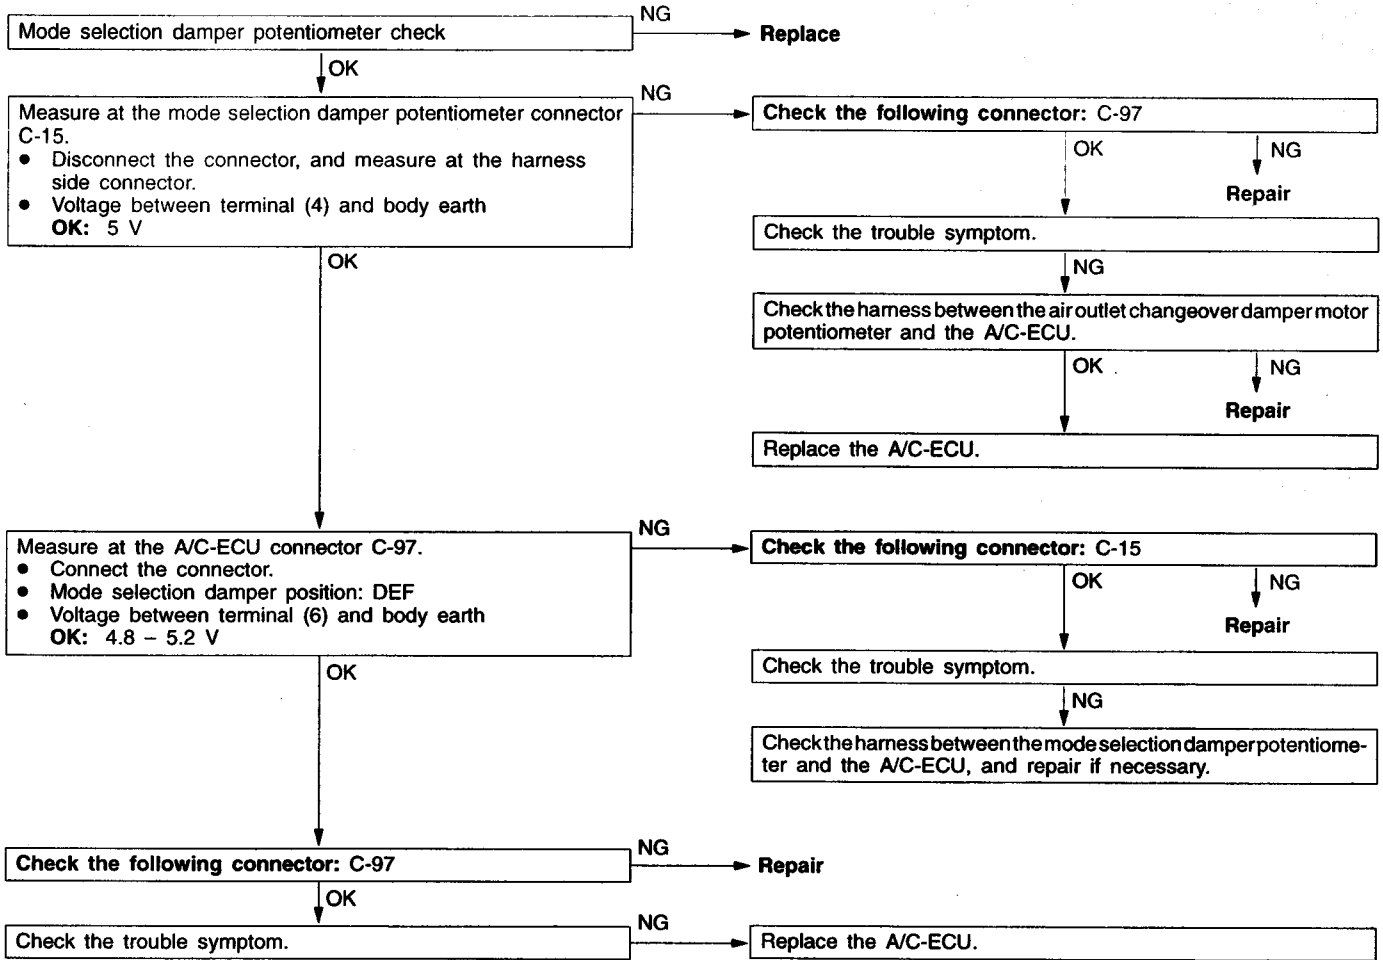 Mode selection damper potentiometer check
NG
Replace
OK
Measure at the mode selection damper potentiometer connector
C-15.
● Disconnect the connector, and measure at the harness
side connector.
● Voltage between terminal (4) and body earth
OK: 5 V
NG
Check the following connector: C-97
OK
NG
Repair
Check the trouble symptom.
NG
Check the harness between the air outlet changeover damper motor
potentiometer and the A/C-ECU.
OK
NG
Repair
Replace the A/C-ECU.
OK
Measure at the A/C-ECU connector C-97.
● Connect the connector.
● Mode selection damper position: DEF
● Voltage between terminal (6) and body earth
OK: 4.8 – 5.2 V
NG
Check the following connector: C-15
OK
NG
Repair
Check the trouble symptom.
NG
Check the harness between the mode selection damper potentiome-
ter and the A/C-ECU, and repair if necessary.
OK
Check the following connector: C-97
NG
Repair
OK
Check the trouble symptom.
NG
Replace the A/C-ECU.